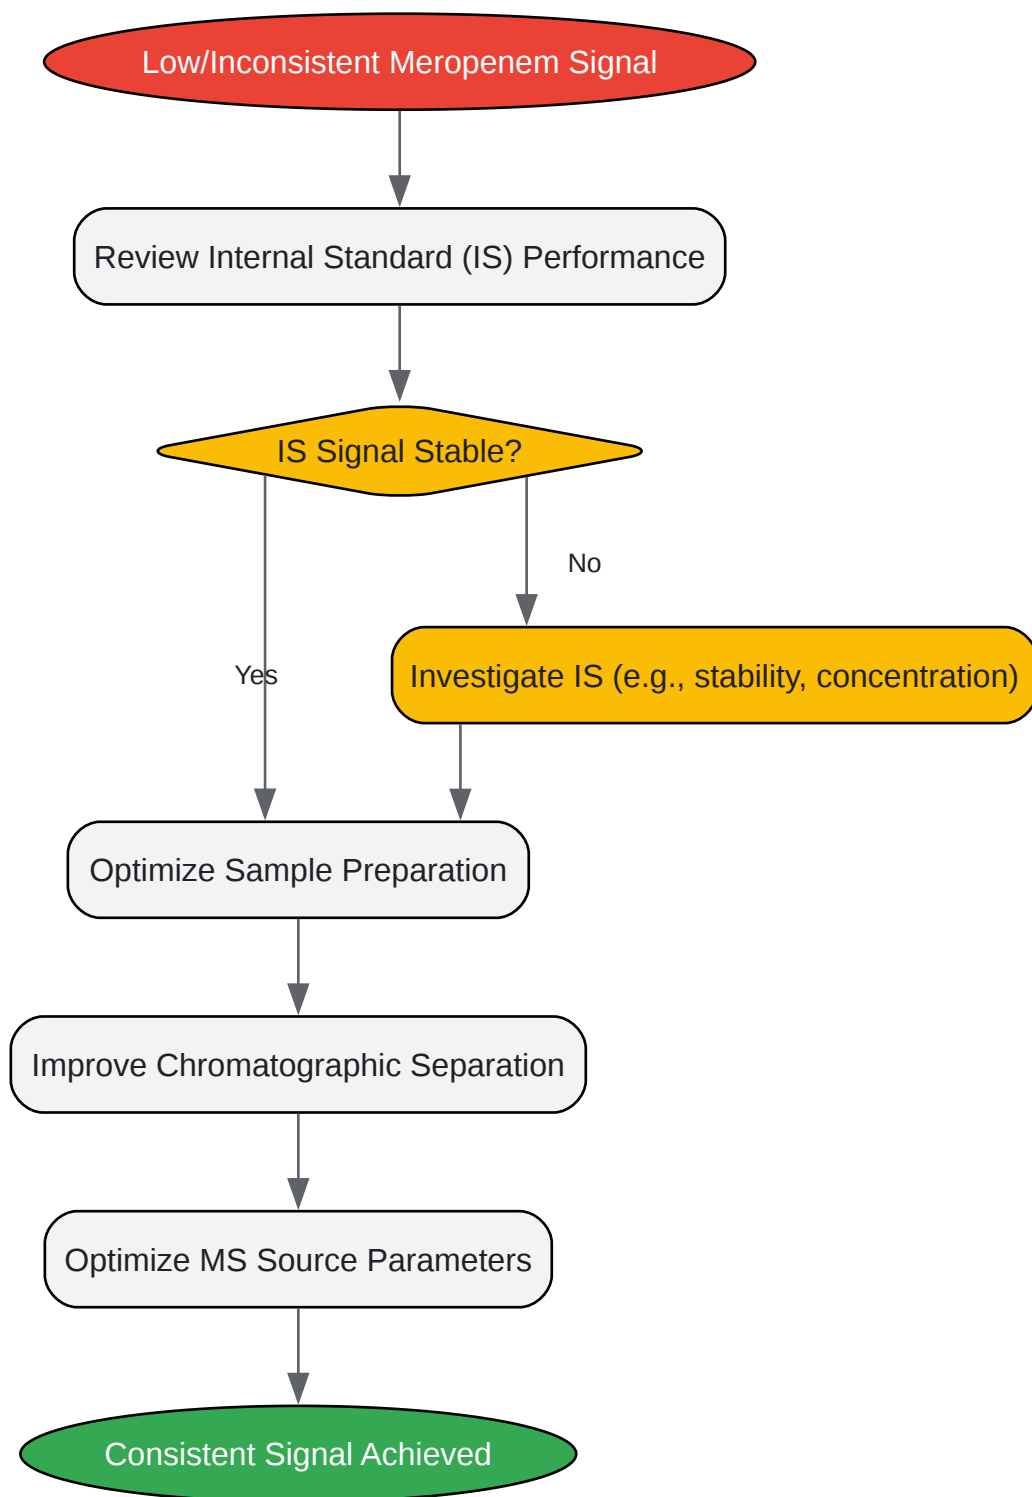 Low/Inconsistent Meropenem Signal
Review Internal Standard (IS) Performance
IS Signal Stable?
No
Yes
Investigate IS (e.g., stability, concentration)
Optimize Sample Preparation
Improve Chromatographic Separation
Optimize MS Source Parameters
Consistent Signal Achieved